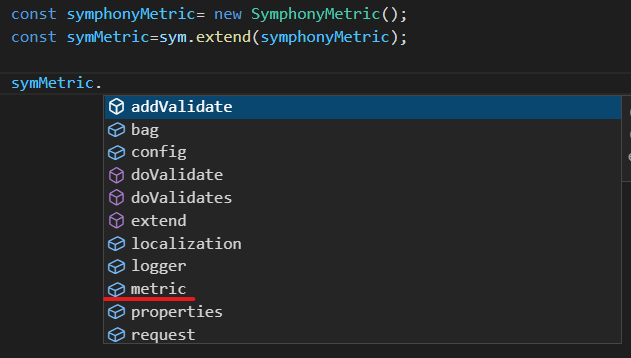 const symphonyMetric= new SymphonyMetric();
const symMetric=sym.extend(symphonyMetric);
symMetric.
addValidate
bag
config
doValidate
doValidates
extend
localization
logger
metric
properties
request